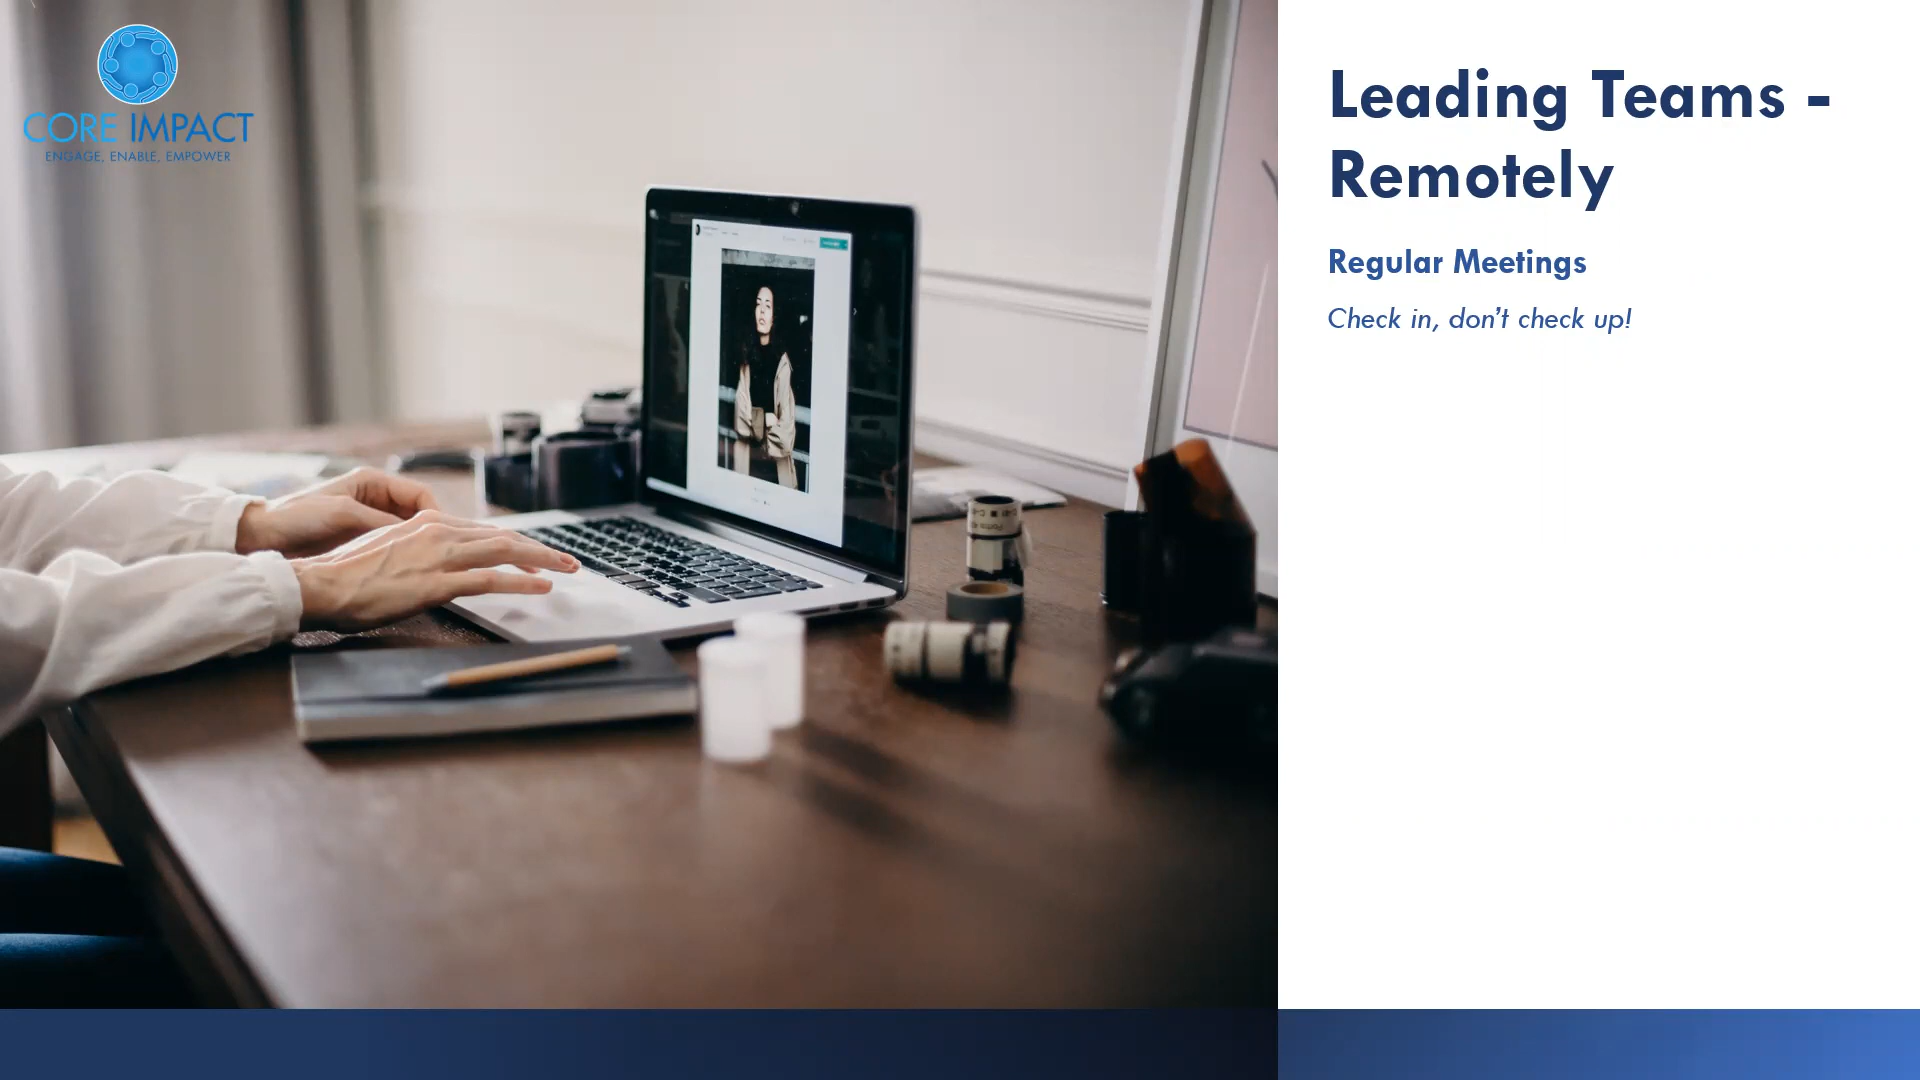 CORE IMPACT
ENGAGE, ENABLE, EMPOWER
Leading Teams -
Remotely
Regular Meetings
Check in, don't check up!